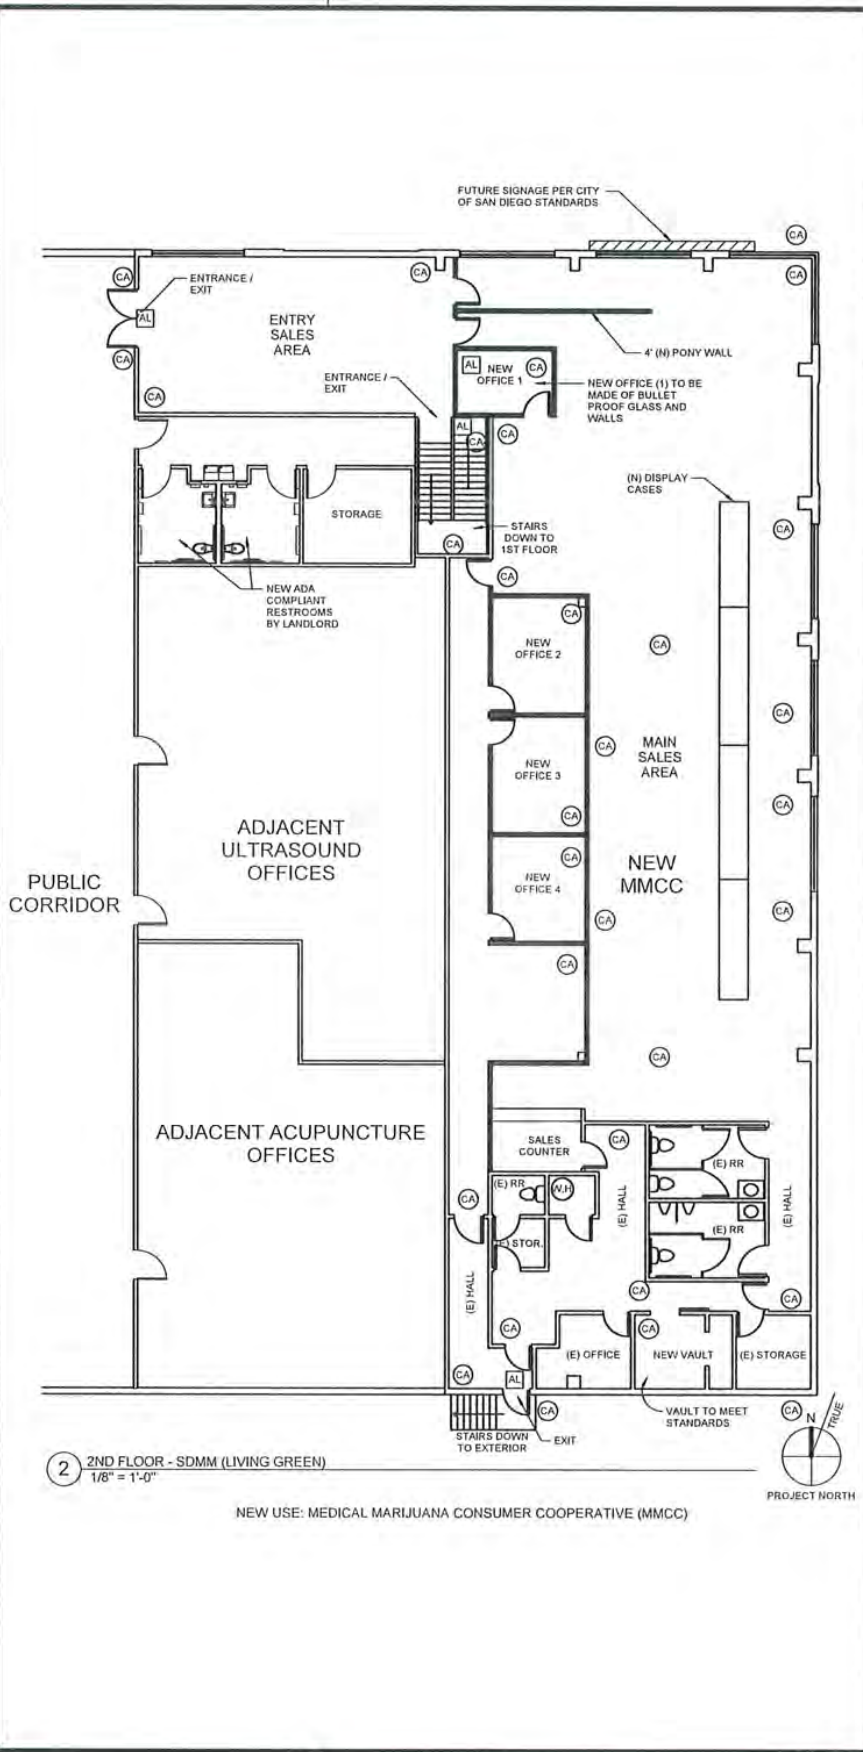 FUTURE SIGNAGE PER CITY
OF SAN DIEGO STANDARDS
CA
CA
CA
CA
ENTRANCE /
EXIT
AL
ENTRY
SALES
AREA
CA
4' (N) PONY WALL
AL
NEW
OFFICE 1
CA
NEW OFFICE (1) TO BE
MADE OF BULLET
PROOF GLASS AND
WALLS
ENTRANCE /
EXIT
CA
AL
CA
CA
(N) DISPLAY
CASES
STORAGE
STAIRS
DOWN TO
1ST FLOOR
CA
CA
CA
NEW ADA
COMPLIANT
RESTROOMS
BY LANDLORD
CA
NEW
OFFICE 2
CA
CA
CA
MAIN
SALES
AREA
NEW
OFFICE 3
CA
CA
ADJACENT
ULTRASOUND
OFFICES
CA
NEW
OFFICE 4
NEW
MMCC
PUBLIC
CORRIDOR
CA
CA
CA
CA
ADJACENT ACUPUNCTURE
OFFICES
SALES
COUNTER
CA
(E) RR
(E) RR
W.H
CA
(E) HALL
(E) HALL
(E) RR
(E) STOR.
(E) HALL
CA
CA
CA
CA
(E) OFFICE
NEW VAULT
(E) STORAGE
CA
AL
CA
CA
VAULT TO MEET
STANDARDS
N
TRUE
STAIRS DOWN
TO EXTERIOR
EXIT
2
2ND FLOOR - SDMM (LIVING GREEN)
1/8" = 1'-0"
PROJECT NORTH
NEW USE: MEDICAL MARIJUANA CONSUMER COOPERATIVE (MMCC)